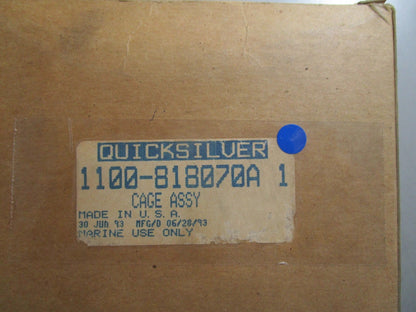 QUICKSILVER
1100-818070A 1
CAGE ASSY
MADE IN U.S.A.
30 JUN 93 MFG/D 06/28/93
MARINE USE ONLY